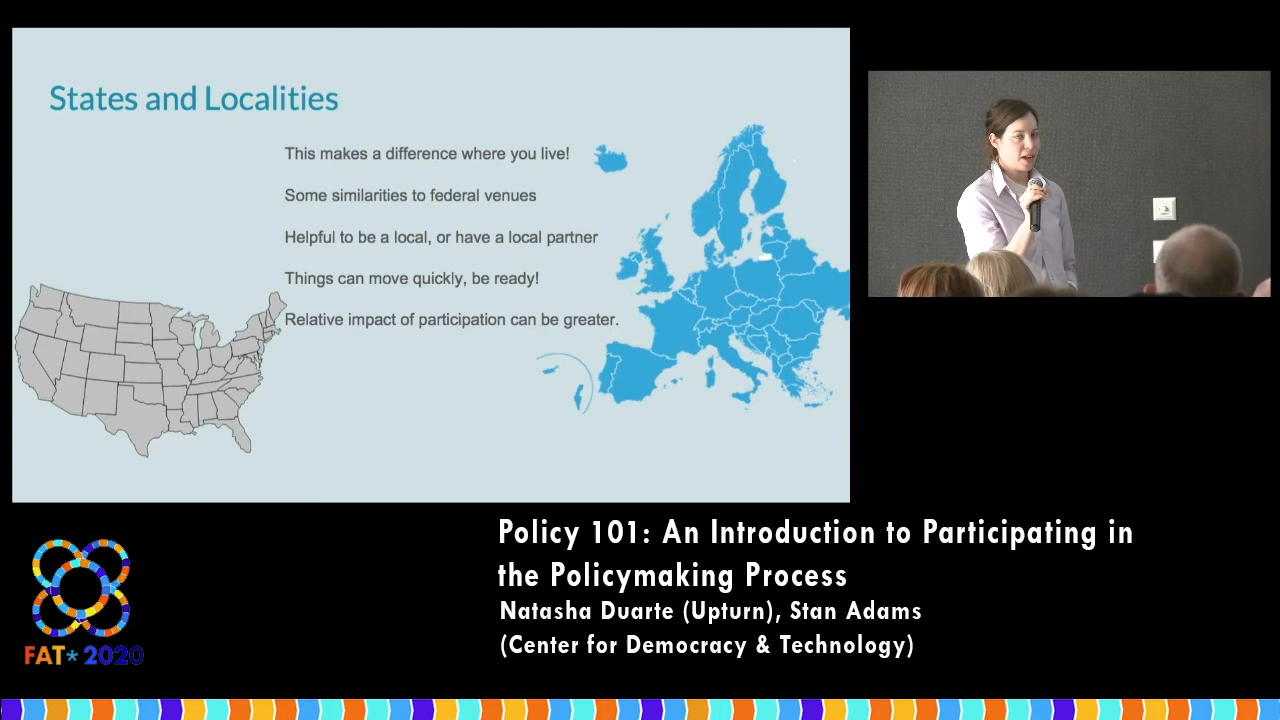 States and Localities
This makes a difference where you live!
Some similarities to federal venues
Helpful to be a local, or have a local partner
Things can move quickly, be ready!
Relative impact of participation can be greater.
Policy 101: An Introduction to Participating in
the Policymaking Process
Natasha Duarte (Upturn), Stan Adams
(Center for Democracy & Technology)
FAT* 2020